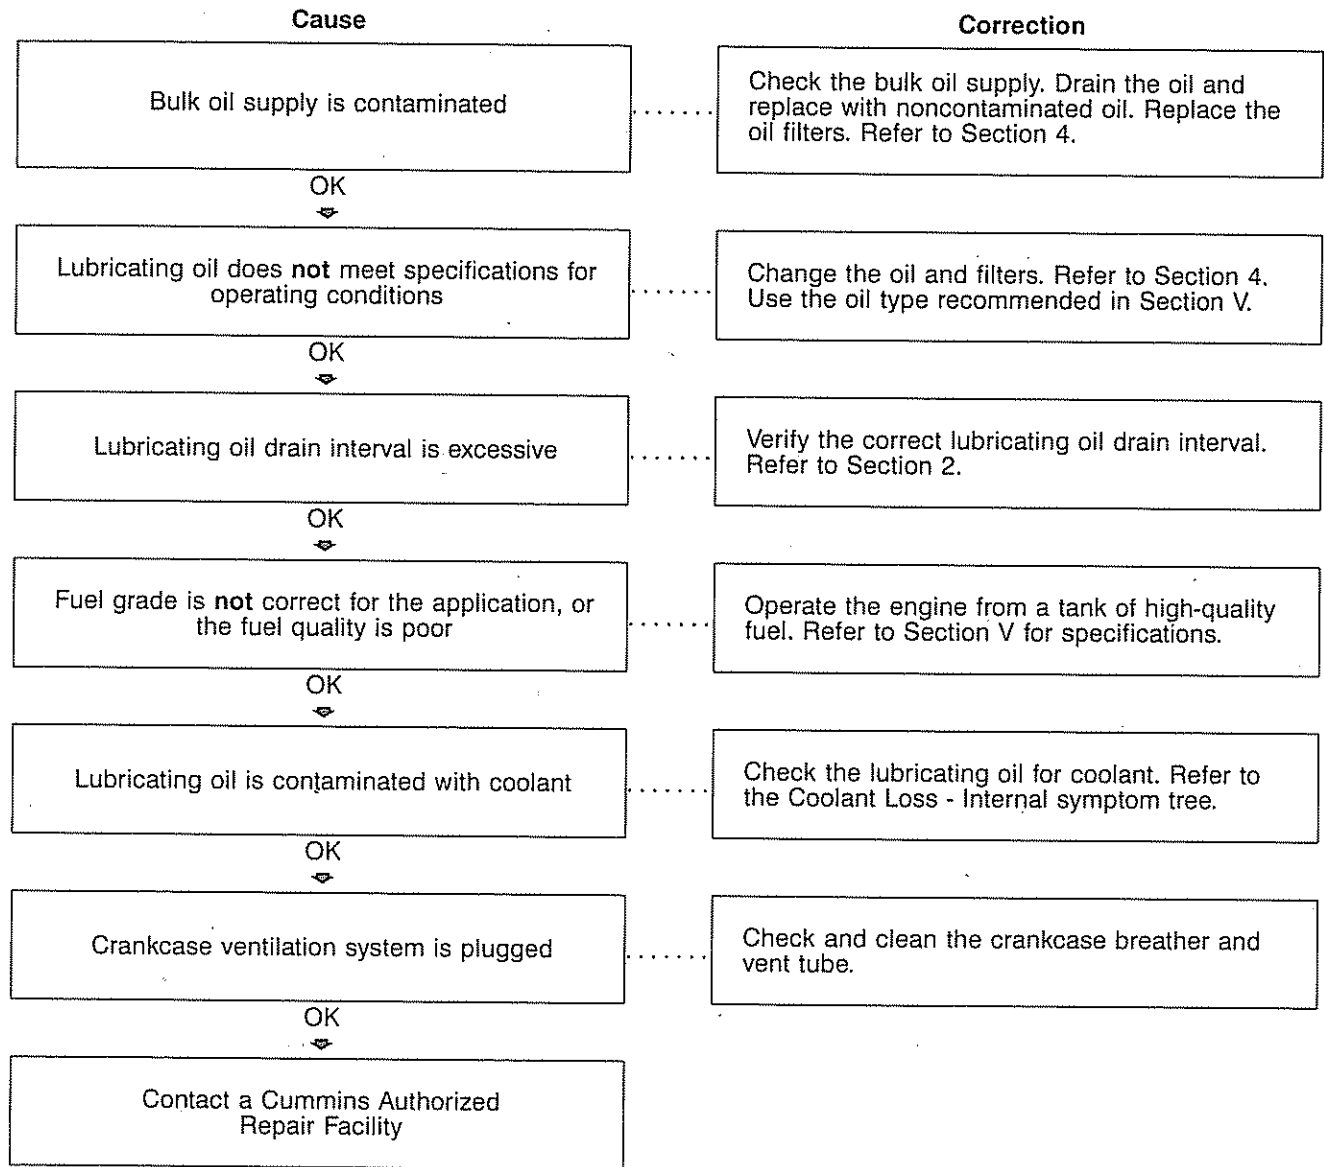 Cause
Correction
Bulk oil supply is contaminated
Check the bulk oil supply. Drain the oil and
replace with noncontaminated oil. Replace the
oil filters. Refer to Section 4.
OK
Lubricating oil does not meet specifications for
operating conditions
Change the oil and filters. Refer to Section 4.
Use the oil type recommended in Section V.
OK
Lubricating oil drain interval is excessive
Verify the correct lubricating oil drain interval.
Refer to Section 2.
OK
Fuel grade is not correct for the application, or
the fuel quality is poor
Operate the engine from a tank of high-quality
fuel. Refer to Section V for specifications.
OK
Lubricating oil is contaminated with coolant
Check the lubricating oil for coolant. Refer to
the Coolant Loss - Internal symptom tree.
OK
Crankcase ventilation system is plugged
Check and clean the crankcase breather and
vent tube.
OK
Contact a Cummins Authorized
Repair Facility